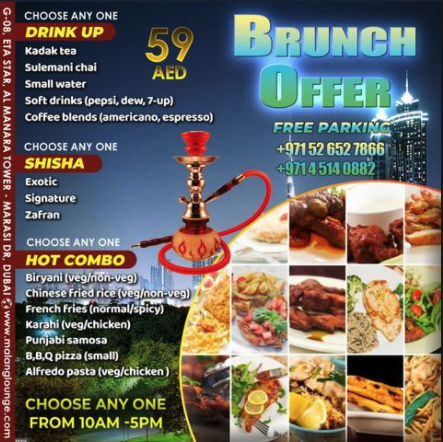 G-08, ETA STAR, AL MANARA TOWER - MARASI DR, DUBAI www.malanglounge.com
CHOOSE ANY ONE
DRINK UP
Kadak tea
Sulemani chai
Small water
Soft drinks (pepsi, dew, 7-up)
Coffee blends (americano, espresso)
59
AED
BRUNCH
OFFER
FREE PARKING
+971 52 652 7866
+971 4 514 0882
CHOOSE ANY ONE
SHISHA
Exotic
Signature
Zafran
CHOOSE ANY ONE
HOT COMBO
Biryani (veg/non-veg)
Chinese fried rice (veg/non-veg)
French fries (normal/spicy)
Karahi (veg/chicken)
Punjabi samosa
B,B,Q pizza (small)
Alfredo pasta (veg/chicken )
CHOOSE ANY ONE
FROM 10AM -5PM